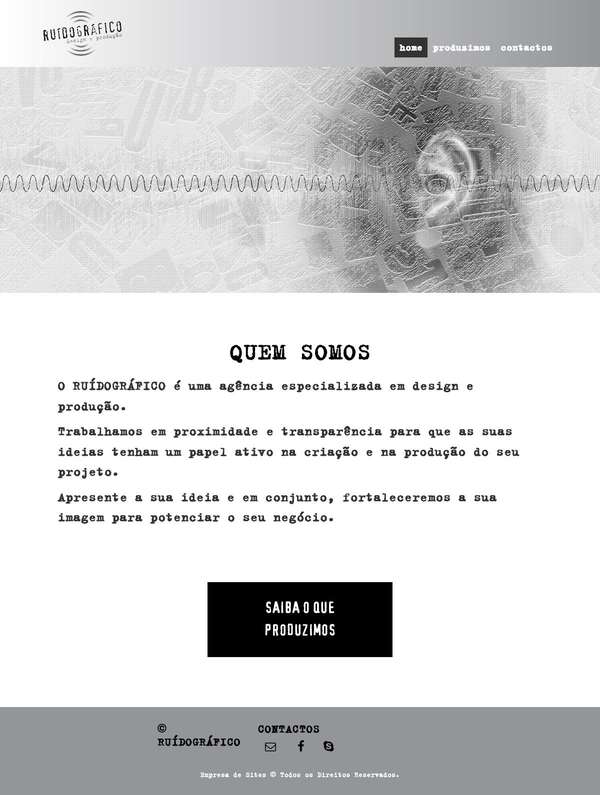 RUÍDOGRÁFICO
design e produção
home produzimos contactos
QUEM SOMOS
O RUÍDOGRÁFICO é uma agência especializada em design e
produção.
Trabalhamos em proximidade e transparência para que as suas
ideias tenham um papel ativo na criação e na produção do seu
projeto.
Apresente a sua ideia e em conjunto, fortaleceremos a sua
imagem para potenciar o seu negócio.
SAIBA O QUE
PRODUZIMOS
©
RUÍDOGRÁFICO
CONTACTOS
Empresa de Sites © Todos os Direitos Reservados.